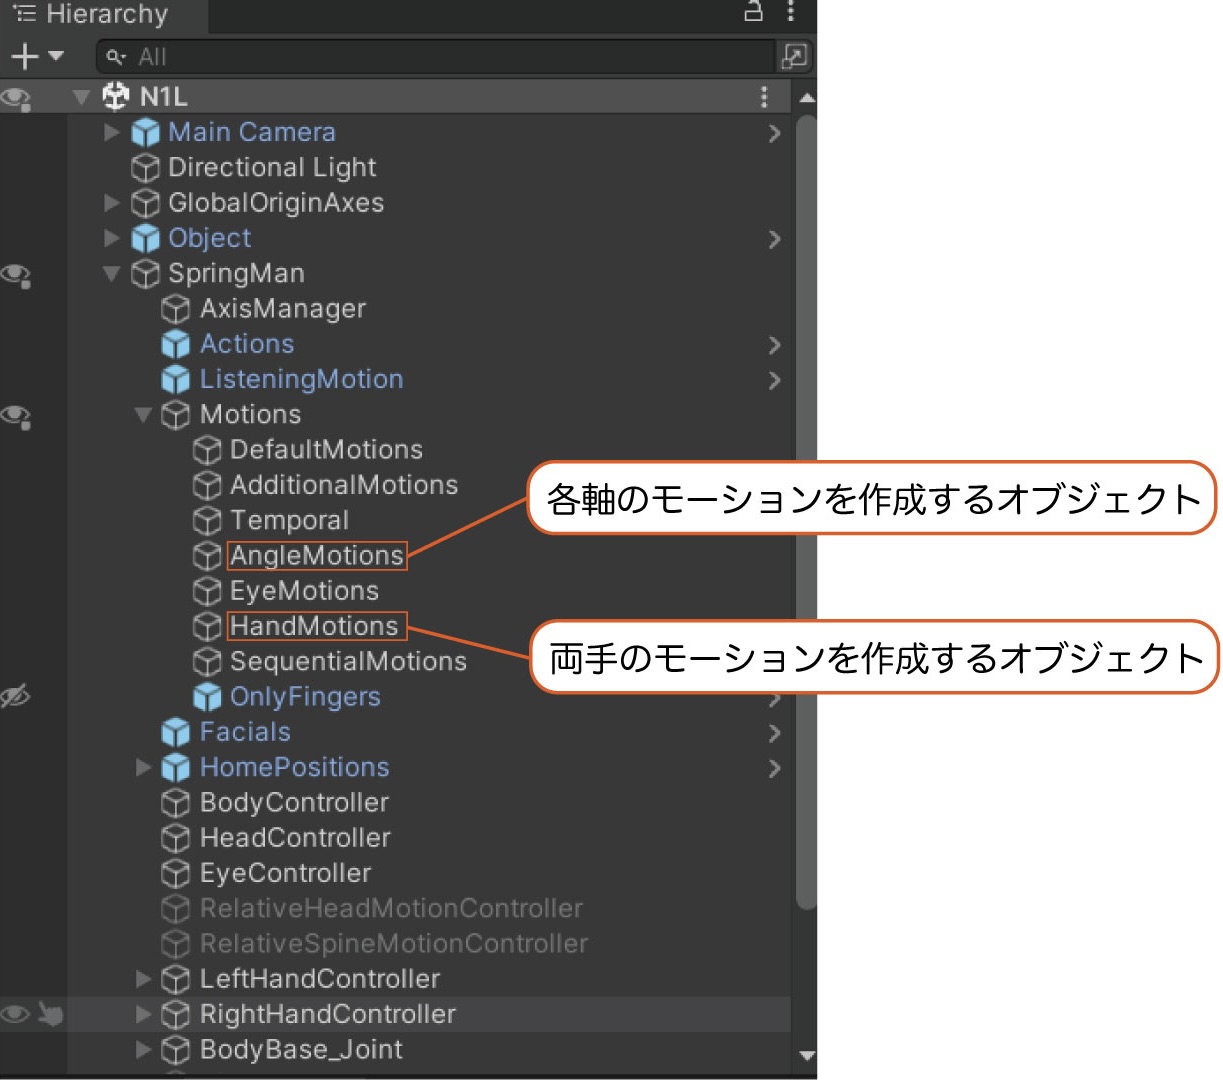 Hierarchy
All
N1L
Main Camera
Directional Light
GlobalOriginAxes
Object
SpringMan
AxisManager
Actions
ListeningMotion
Motions
DefaultMotions
AdditionalMotions
各軸のモーションを作成するオブジェクト
Temporal
AngleMotions
EyeMotions
HandMotions
両手のモーションを作成するオブジェクト
SequentialMotions
OnlyFingers
Facials
HomePositions
BodyController
HeadController
EyeController
RelativeHeadMotionController
RelativeSpineMotionController
LeftHandController
RightHandController
BodyBase_Joint